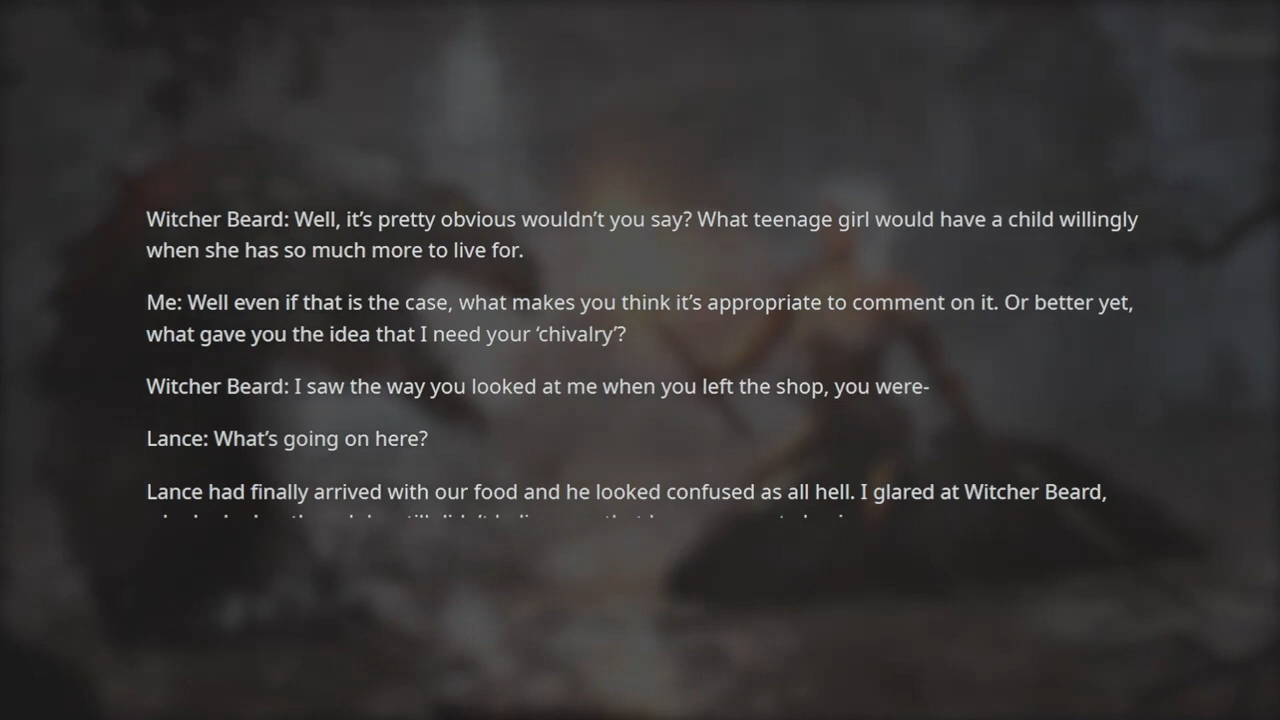 Witcher Beard: Well, it’s pretty obvious wouldn’t you say? What teenage girl would have a child willingly
when she has so much more to live for.
Me: Well even if that is the case, what makes you think it’s appropriate to comment on it. Or better yet,
what gave you the idea that I need your ‘chivalry’?
Witcher Beard: I saw the way you looked at me when you left the shop, you were-
Lance: What’s going on here?
Lance had finally arrived with our food and he looked confused as all hell. I glared at Witcher Beard,